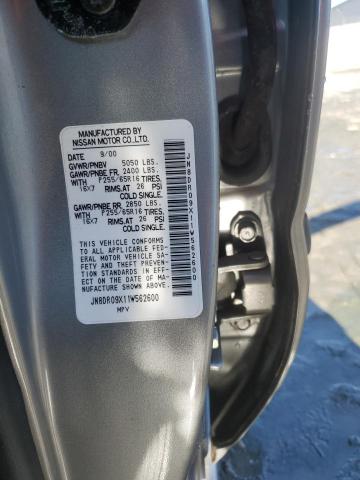 MANUFACTURED BY
NISSAN MOTOR CO.,LTD.
DATE 9/00
GVWR/PNBV 5050 LBS.
GAWR/PNBE FR 2400 LBS.
WITH P255/65R16 TIRES,
16X7 RIMS,AT 26 PSI
COLD SINGLE.
GAWR/PNBE RR 2850 LBS.
WITH P255/65R16 TIRES,
16X7 RIMS,AT 26 PSI
COLD SINGLE.
THIS VEHICLE CONFORMS
TO ALL APPLICABLE FED-
ERAL MOTOR VEHICLE SA-
FETY AND THEFT PREVEN-
TION STANDARDS IN EFF-
ECT ON THE DATE OF MA-
NUFACTURE SHOWN ABOVE.
JN8DR09X11W562600
MPV
JN8DR09X11W562600